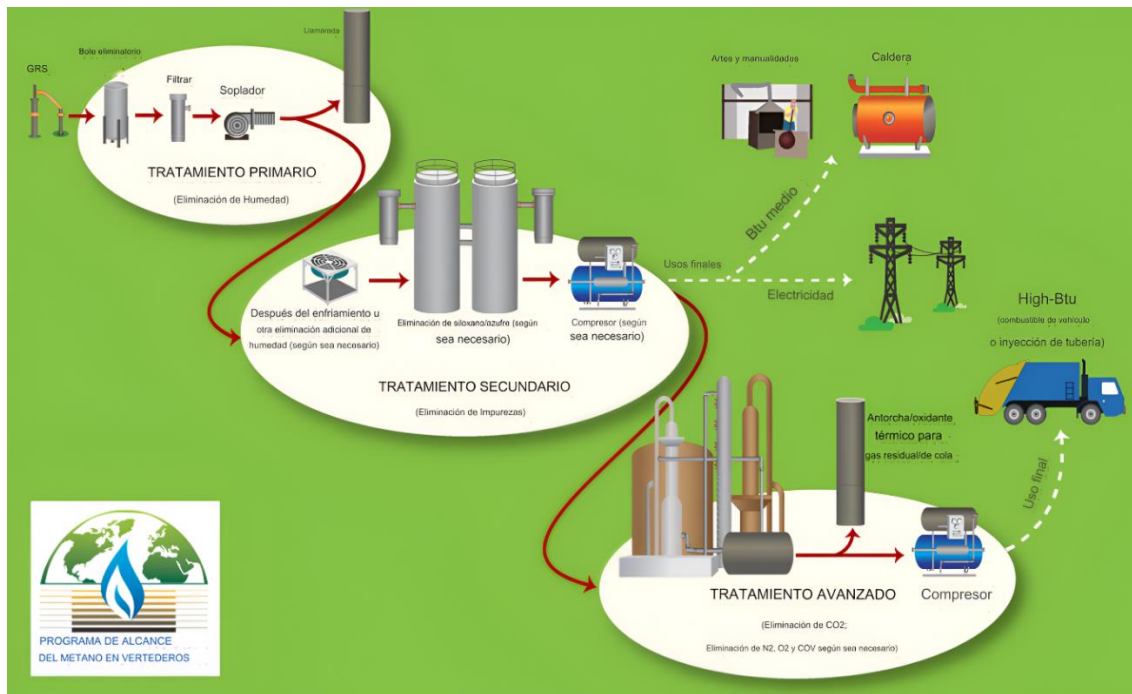 GRS
Bolo eliminatorio
Filtrar
Soplador
Llamarada
TRATAMIENTO PRIMARIO
(Eliminación de Humedad)
Después del enfriamiento u
otra eliminación adicional de
humedad (según sea necesario)
Eliminación de siloxano/azufre (según
sea necesario)
Compresor (según
sea necesario)
TRATAMIENTO SECUNDARIO
(Eliminación de Impurezas)
Usos finales
Btu medio
Electricidad
Artes y manualidades
Caldera
High-Btu
(combustible de vehículo
o inyección de tubería)
Uso final
Antorcha/oxidante
térmico para
gas residual/de cola
TRATAMIENTO AVANZADO
Compresor
(Eliminación de CO2;
Eliminación de N2, O2 y COV según sea necesario)
PROGRAMA DE ALCANCE
DEL METANO EN VERTEDEROS